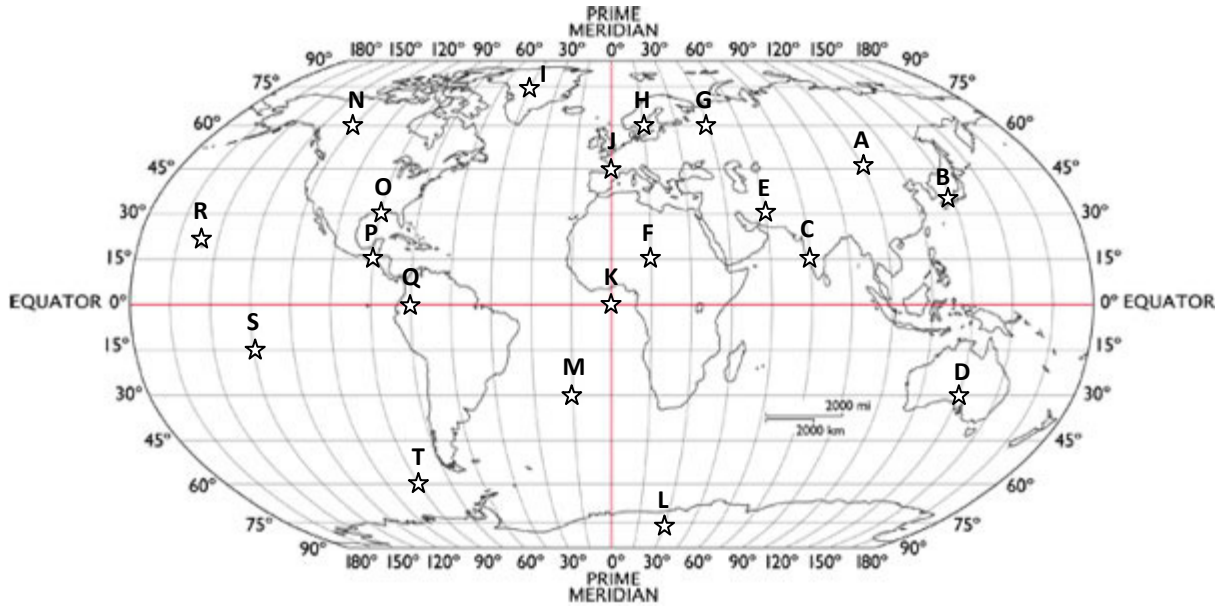 PRIME
MERIDIAN
90° 180° 150° 120° 90° 60° 30° 0° 30° 60° 90° 120° 150° 180° 90°
75° I 75°
N H G
60° 60°
J A
45° 45°
B
O E
R
30° 30°
P F C
15° 15°
Q K
EQUATOR 0° 0° EQUATOR
S
15° 15°
M D
30° 30°
2000 mi
2000 km
45° 45°
T
60° 60°
L
75° 75°
90° 90°
180° 150° 120° 90° 60° 30° 0° 30° 60° 90° 120° 150° 180°
PRIME
MERIDIAN